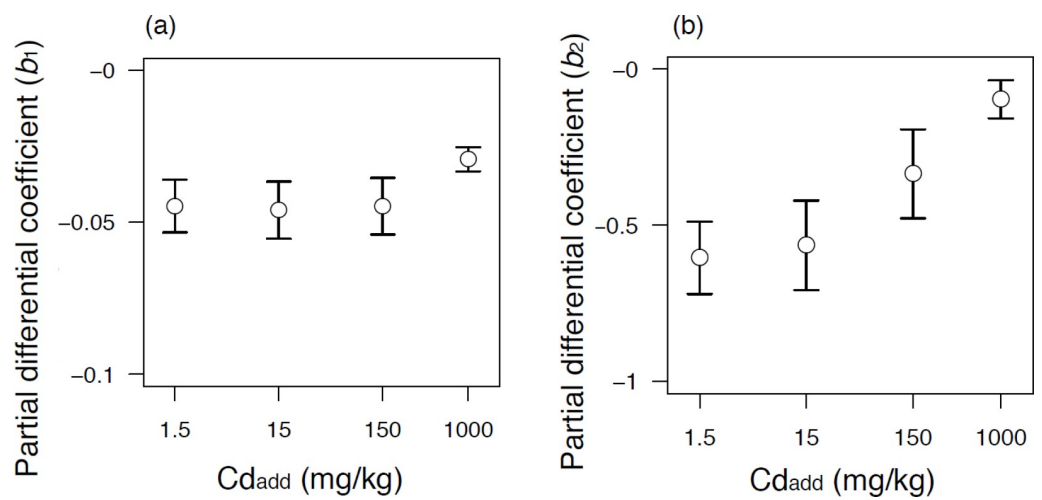 (a)
Partial differential coefficient (b1)
−0
−0.05
−0.1
1.5 15 150 1000
Cdadd (mg/kg)
(b)
Partial differential coefficient (b2)
−0
−0.5
−1
1.5 15 150 1000
Cdadd (mg/kg)